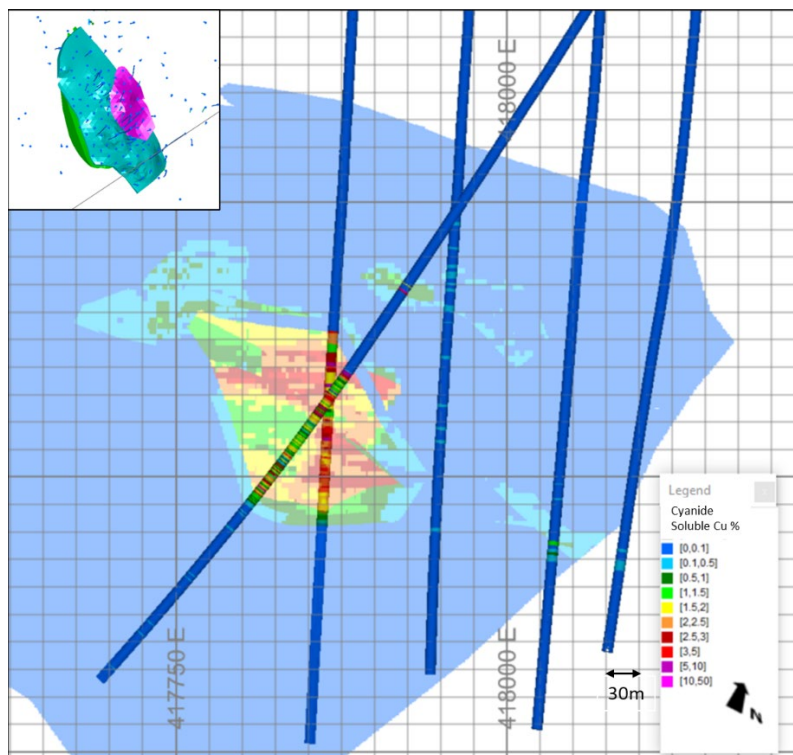 418000 E
417750 E
418000 E
Legend
Cyanide
Soluble Cu %
[0,0.1]
[0.1,0.5]
[0.5,1]
[1,1.5]
[1.5,2]
[2,2.5]
[2.5,3]
[3,5]
[5,10]
[10,50]
30m
N